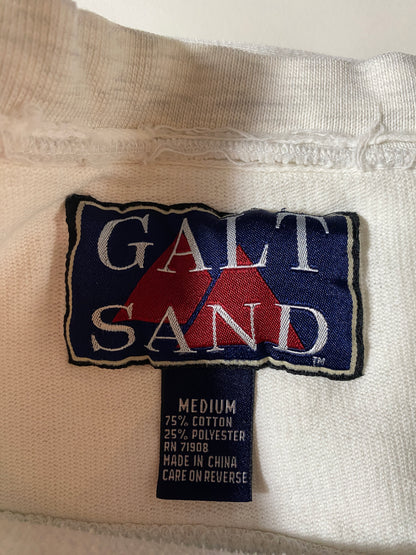 GALT
SAND
TM
MEDIUM
75% COTTON
25% POLYESTER
RN 71908
MADE IN CHINA
CARE ON REVERSE